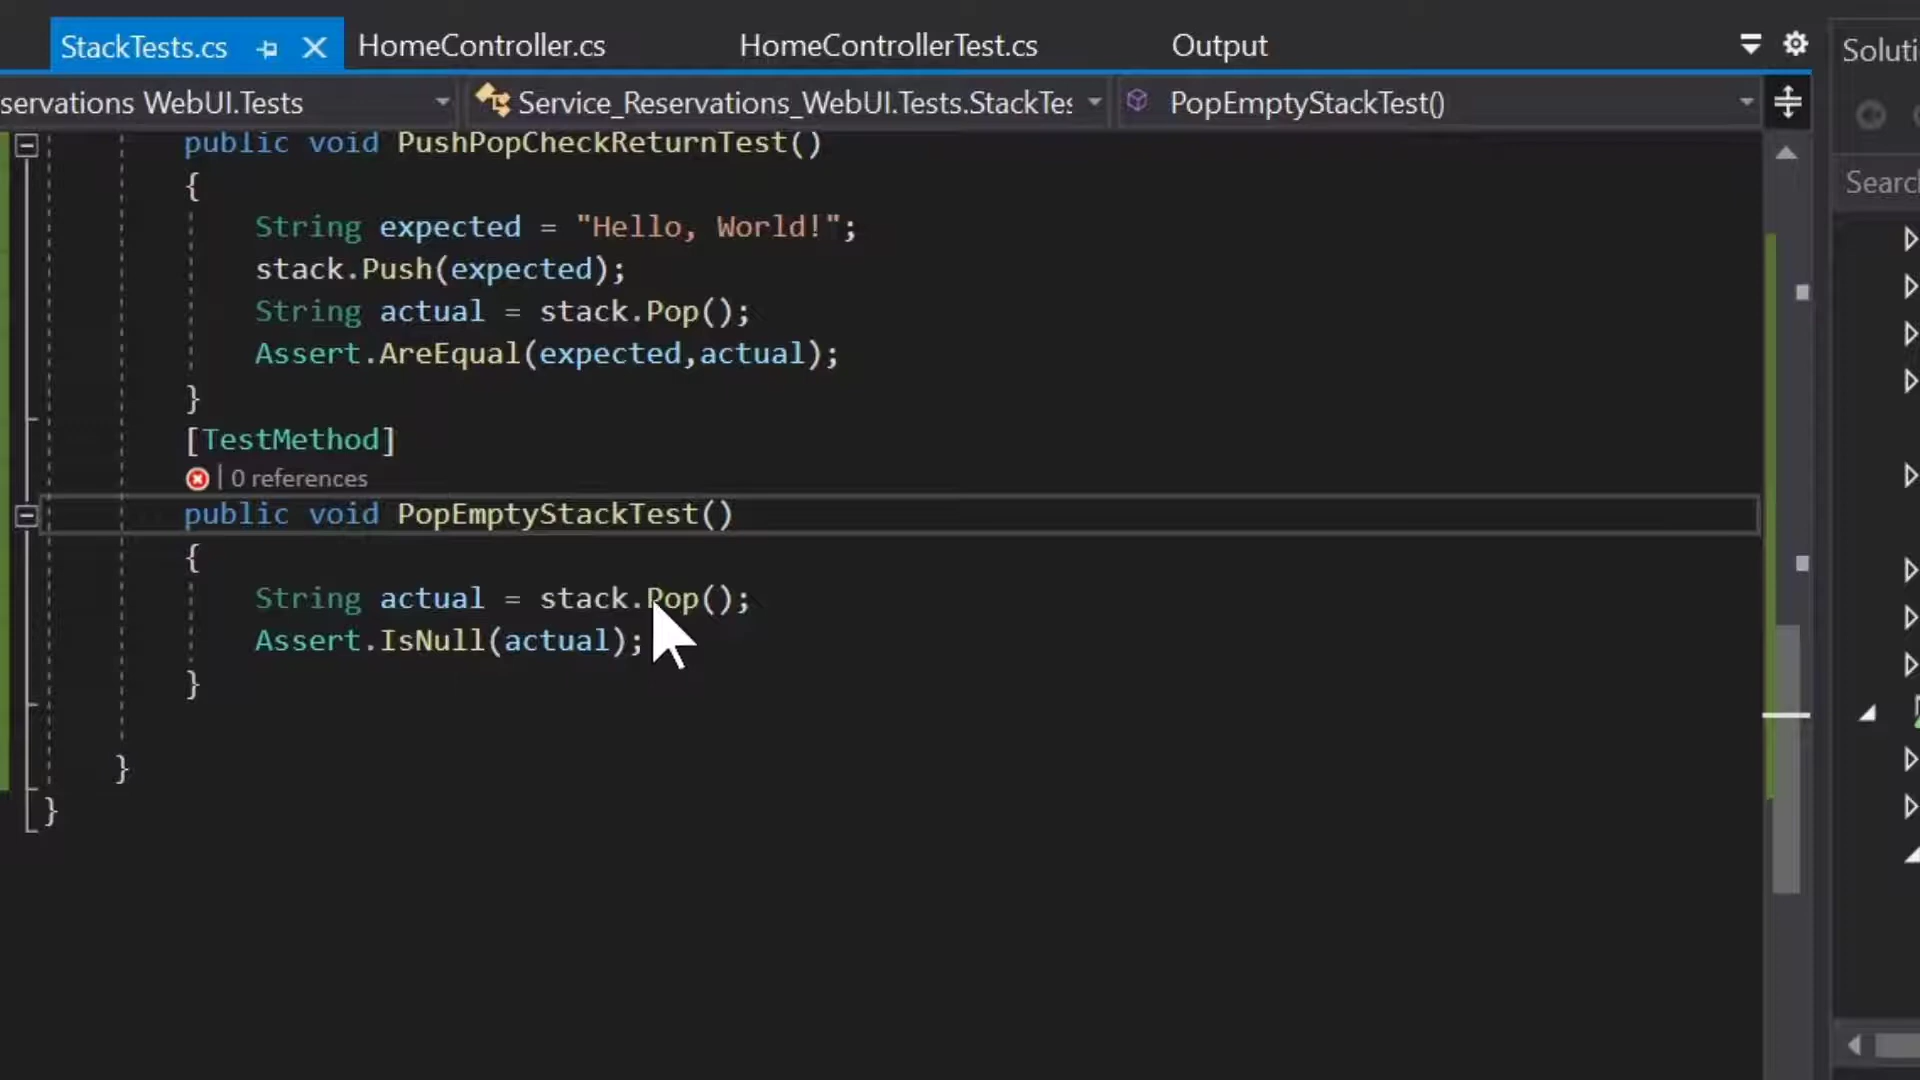 StackTests.cs HomeController.cs HomeControllerTest.cs Output
Soluti
servations WebUI.Tests Service_Reservations_WebUI.Tests.StackTes PopEmptyStackTest()
Search
public void PushPopCheckReturnTest()
{
String expected = "Hello, World!";
stack.Push(expected);
String actual = stack.Pop();
Assert.AreEqual(expected,actual);
}
[TestMethod]
0 references
public void PopEmptyStackTest()
{
String actual = stack.Pop();
Assert.IsNull(actual);
}
}
}